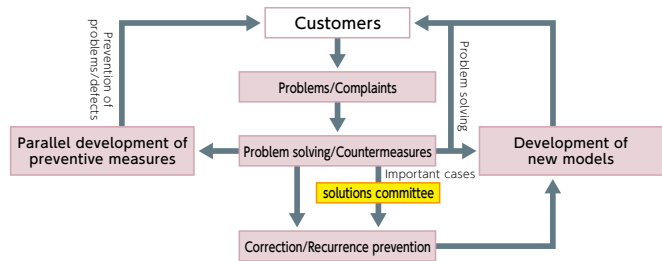 Customers
Prevention of
problems/defects
Problem solving
Problems/Complaints
Parallel development of
preventive measures
Problem solving/Countermeasures
Development of
new models
Important cases
solutions committee
Correction/Recurrence prevention